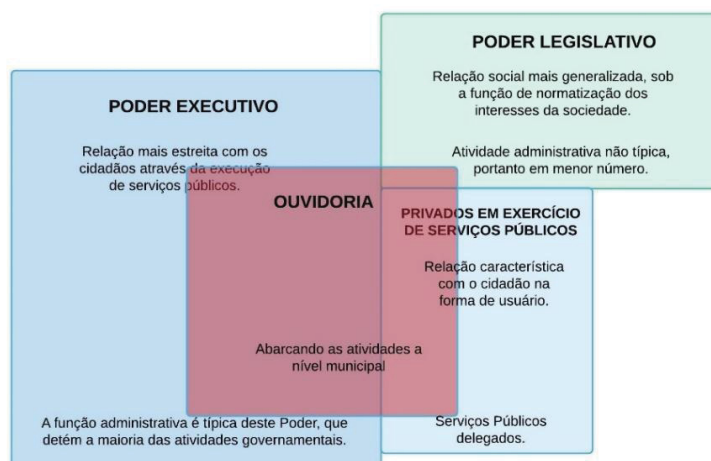 PODER LEGISLATIVO
Relação social mais generalizada, sob
a função de normatização dos
interesses da sociedade.
Atividade administrativa não típica,
portanto em menor número.
PODER EXECUTIVO
Relação mais estreita com os
cidadãos através da execução
de serviços públicos.
OUVIDORIA
Abarcando as atividades a
nível municipal
PRIVADOS EM EXERCÍCIO
DE SERVIÇOS PÚBLICOS
Relação característica
com o cidadão na
forma de usuário.
A função administrativa é típica deste Poder, que
detém a maioria das atividades governamentais.
Serviços Públicos
delegados.